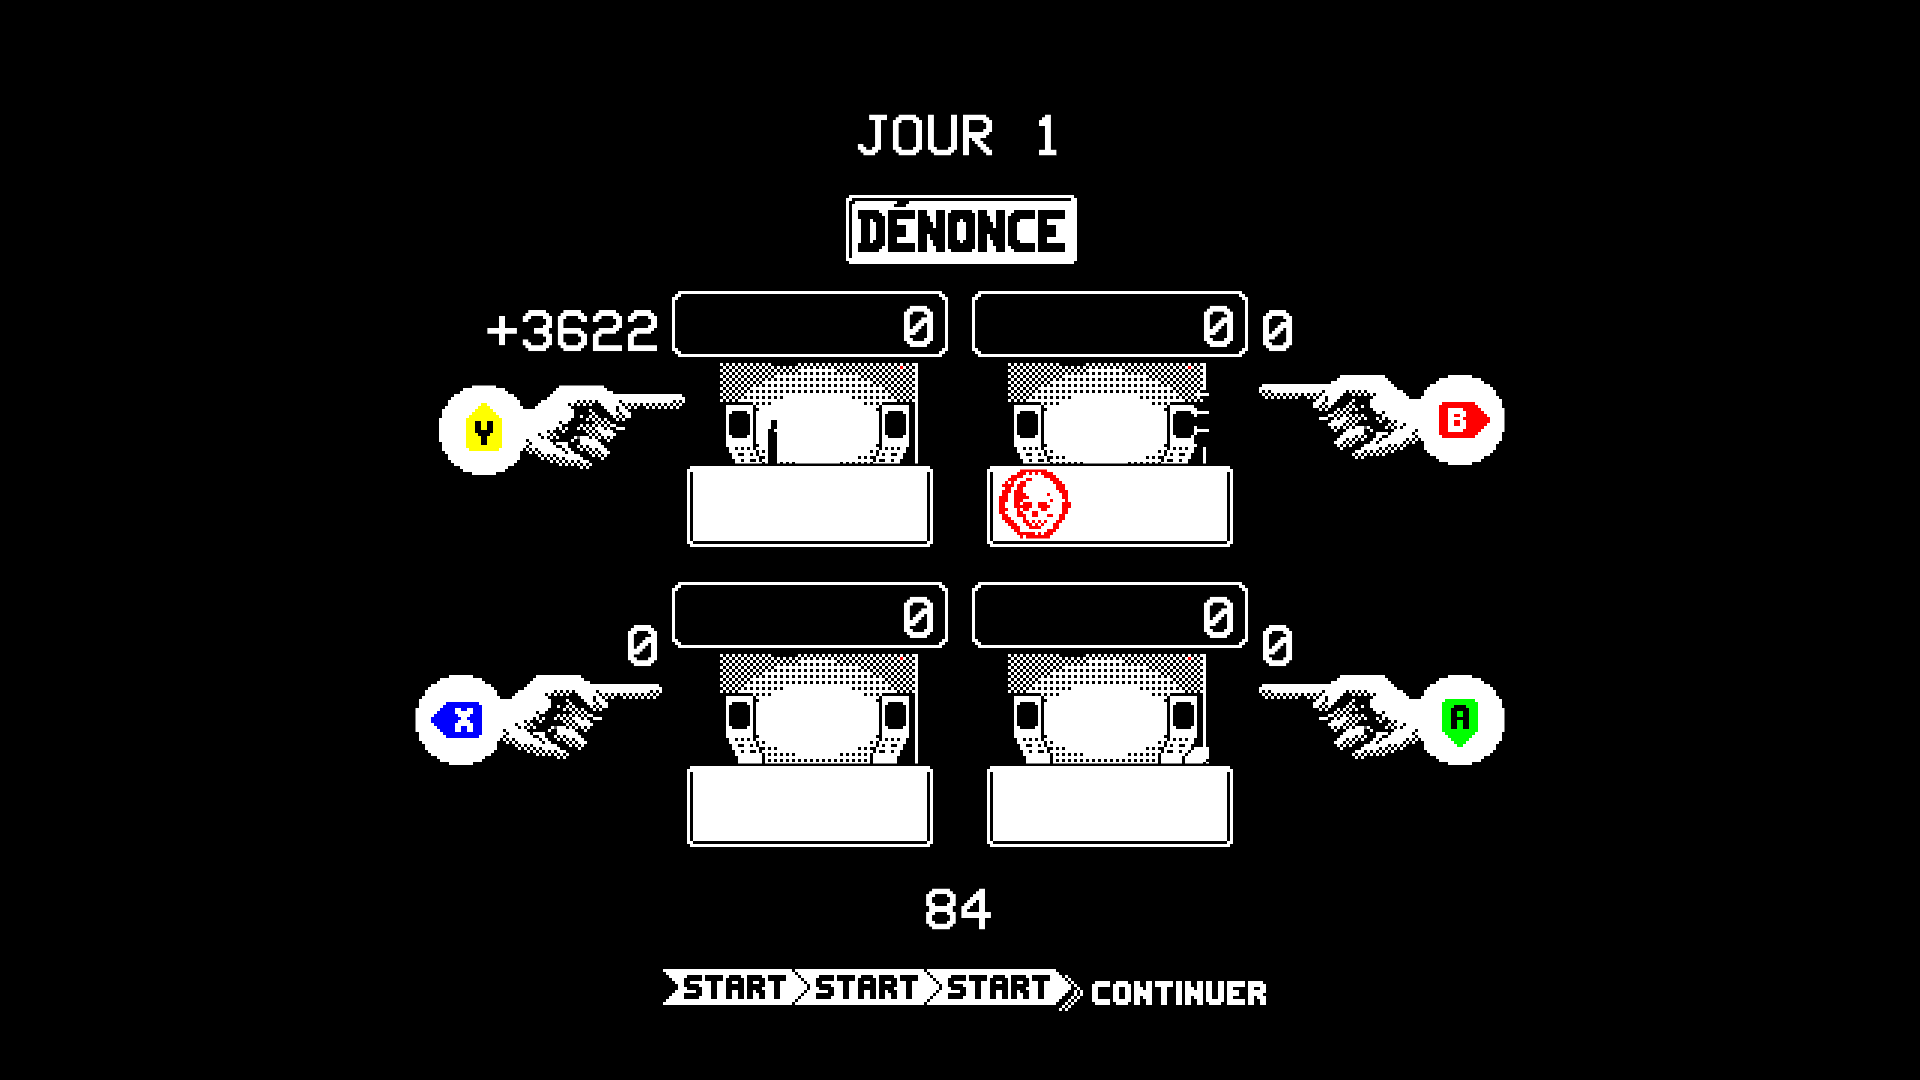 JOUR 1
DÉNONCE
+3622 0 0 0
Y B
0 0 0 0
X A
84
START START START CONTINUER